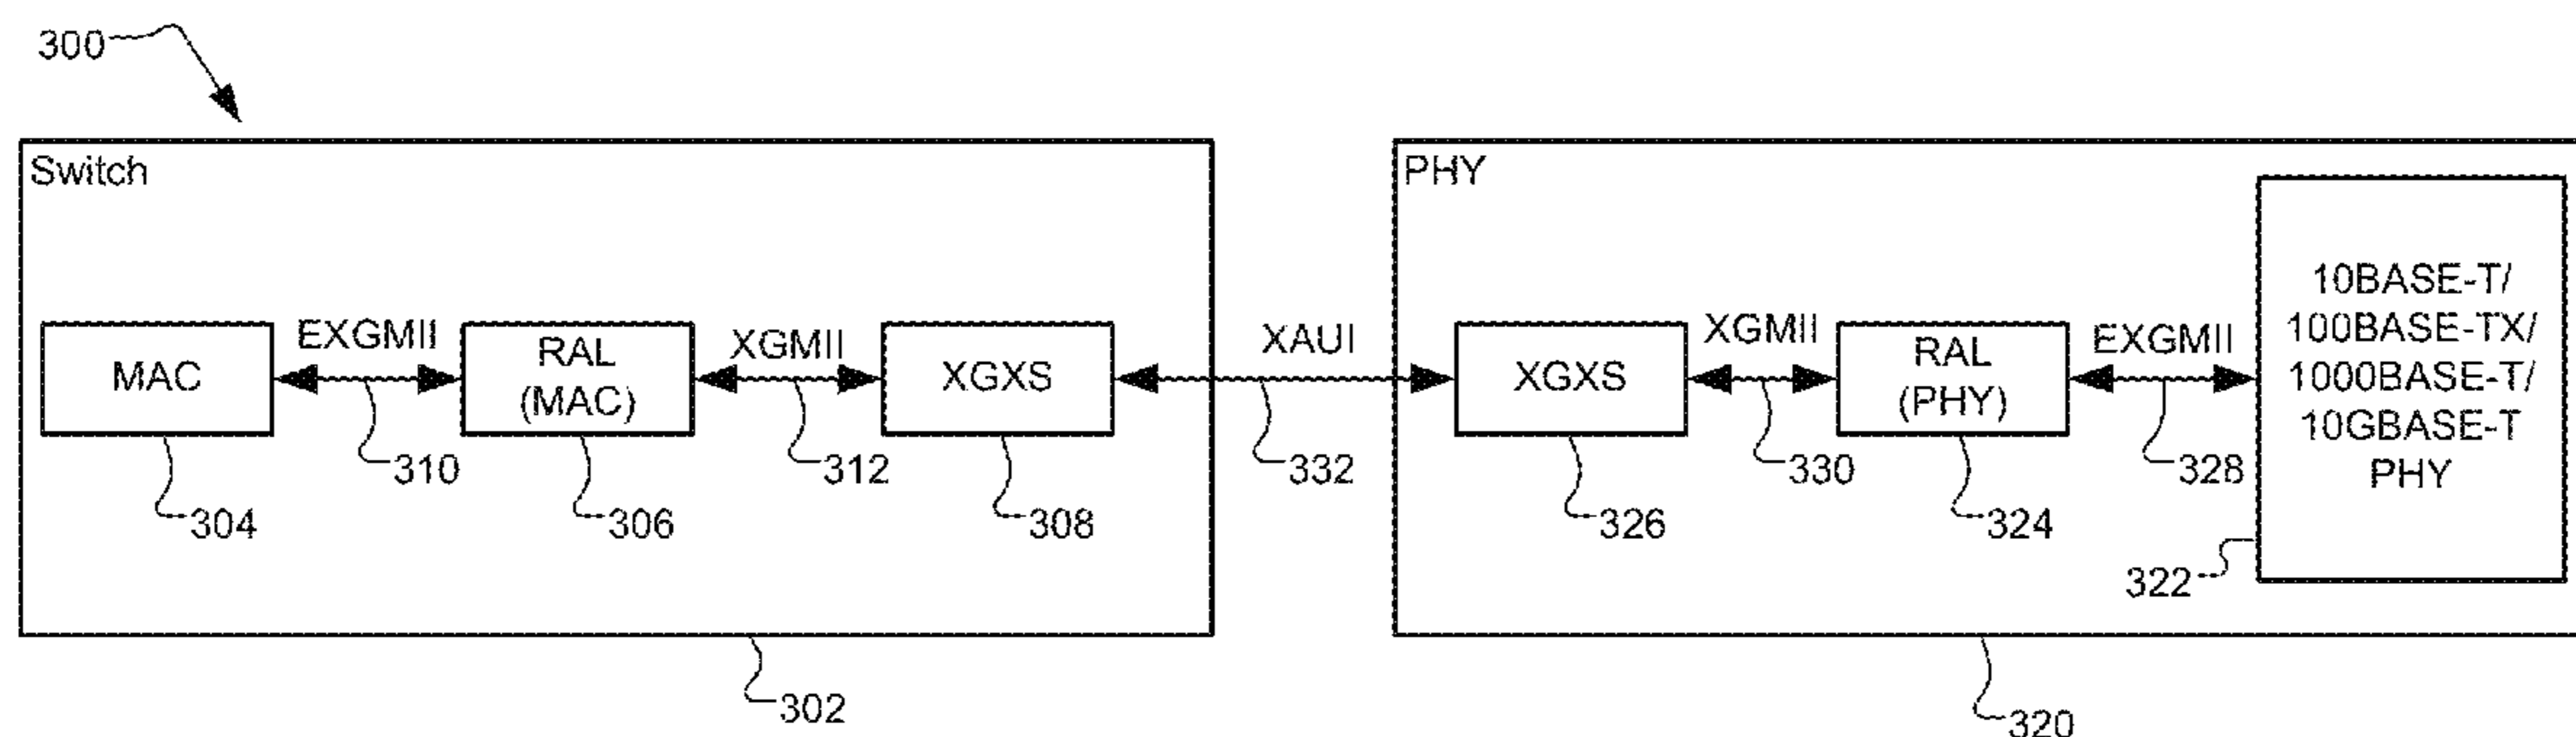 300
Switch
PHY
MAC
EXGMII
RAL
(MAC)
XGMII
XGXS
XAUI
XGXS
XGMII
RAL
(PHY)
EXGMII
10BASE-T/
100BASE-TX/
1000BASE-T/
10GBASE-T
PHY
310
312
332
330
328
304
306
308
326
324
322
302
320